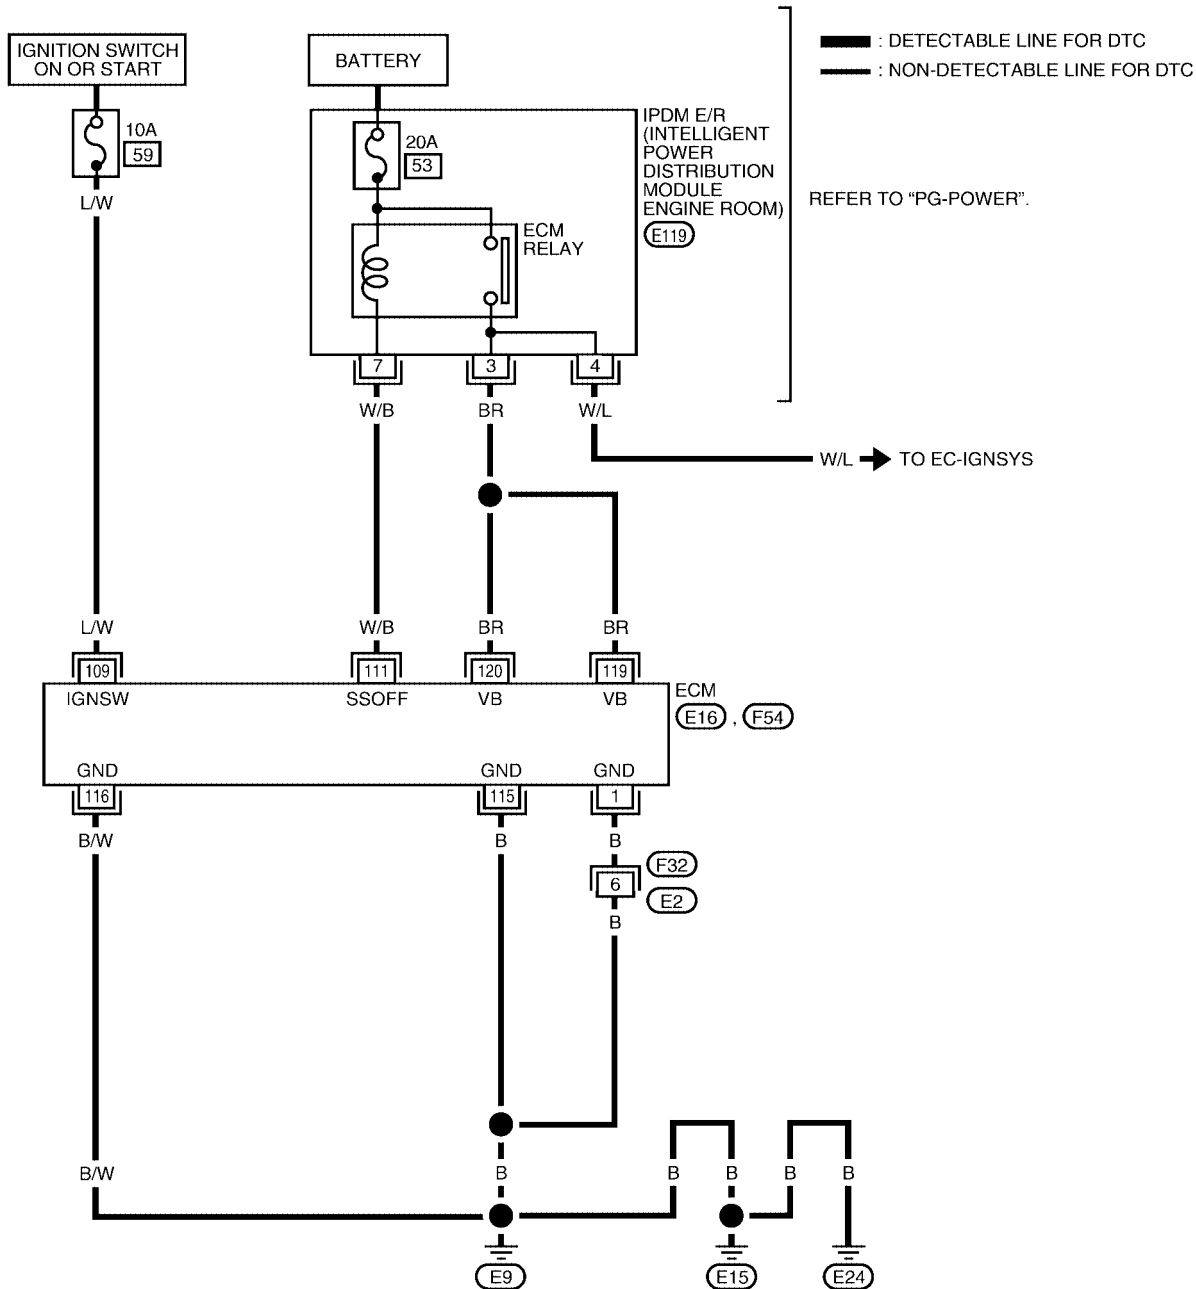 IGNITION SWITCH
ON OR START
BATTERY
: DETECTABLE LINE FOR DTC
: NON-DETECTABLE LINE FOR DTC
10A
59
20A
53
IPDM E/R
(INTELLIGENT
POWER
DISTRIBUTION
MODULE
ENGINE ROOM)
E119
REFER TO “PG-POWER”.
L/W
ECM
RELAY
7
3
4
W/B
BR
W/L
W/L
TO EC-IGNSYS
L/W
W/B
BR
BR
109
111
120
119
IGNSW
SSOFF
VB
VB
ECM
E16 , F54
GND
GND
GND
116
115
1
B/W
B
B
F32
6
E2
B
B/W
B
B
B
B
B
E9
E15
E24